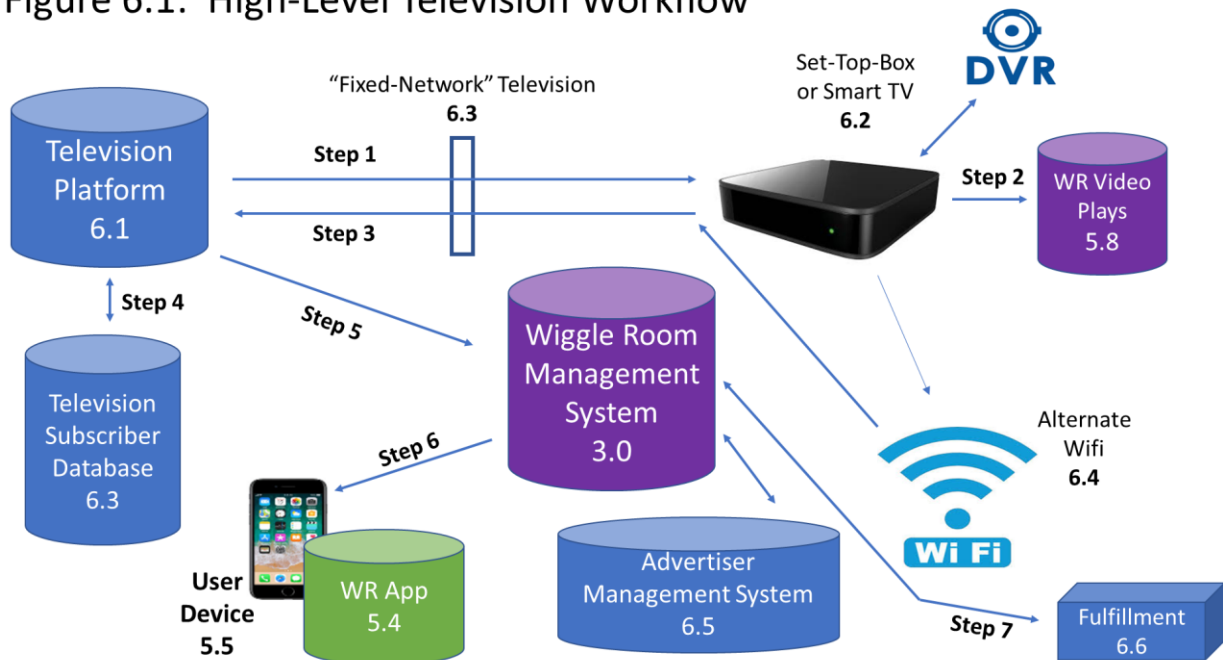 Figure 6.1: High-Level Television Workflow
DVR
Set-Top-Box
or Smart TV
6.2
"Fixed-Network" Television
6.3
Television
Platform
6.1
Step 1
Step 2
WR Video
Plays
5.8
Step 3
Step 4
Step 5
Wiggle Room
Management
System
3.0
Television
Subscriber
Database
6.3
Alternate
Wifi
6.4
Step 6
Wi Fi
User
Device
5.5
WR App
5.4
Advertiser
Management System
6.5
Step 7
Fulfillment
6.6